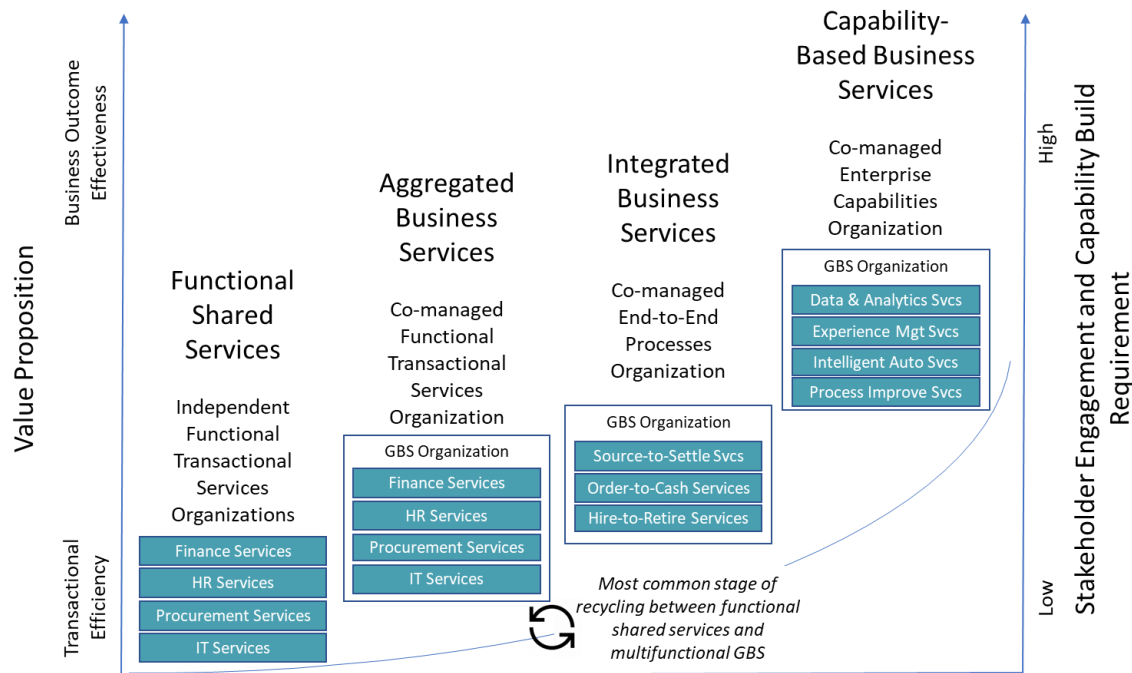 Value Proposition
Business Outcome
Effectiveness
Transactional
Efficiency
Functional
Shared
Services
Independent
Functional
Transactional
Services
Organizations
Finance Services
HR Services
Procurement Services
IT Services
Aggregated
Business
Services
Co-managed
Functional
Transactional
Services
Organization
GBS Organization
Finance Services
HR Services
Procurement Services
IT Services
Integrated
Business
Services
Co-managed
End-to-End
Processes
Organization
GBS Organization
Source-to-Settle Svcs
Order-to-Cash Services
Hire-to-Retire Services
Most common stage of
recycling between functional
shared services and
multifunctional GBS
Capability-
Based Business
Services
Co-managed
Enterprise
Capabilities
Organization
GBS Organization
Data & Analytics Svcs
Experience Mgt Svcs
Intelligent Auto Svcs
Process Improve Svcs
High
Low
Stakeholder Engagement and Capability Build
Requirement